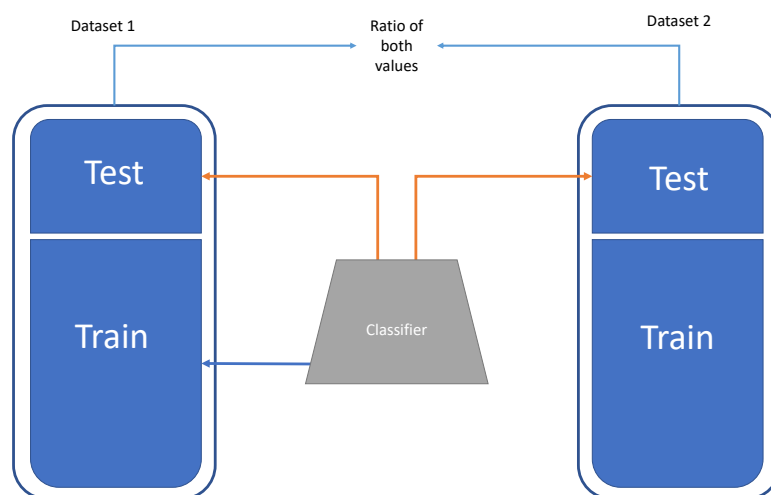 Dataset 1
Ratio of
both
values
Dataset 2
Test
Test
Train
Classifier
Train